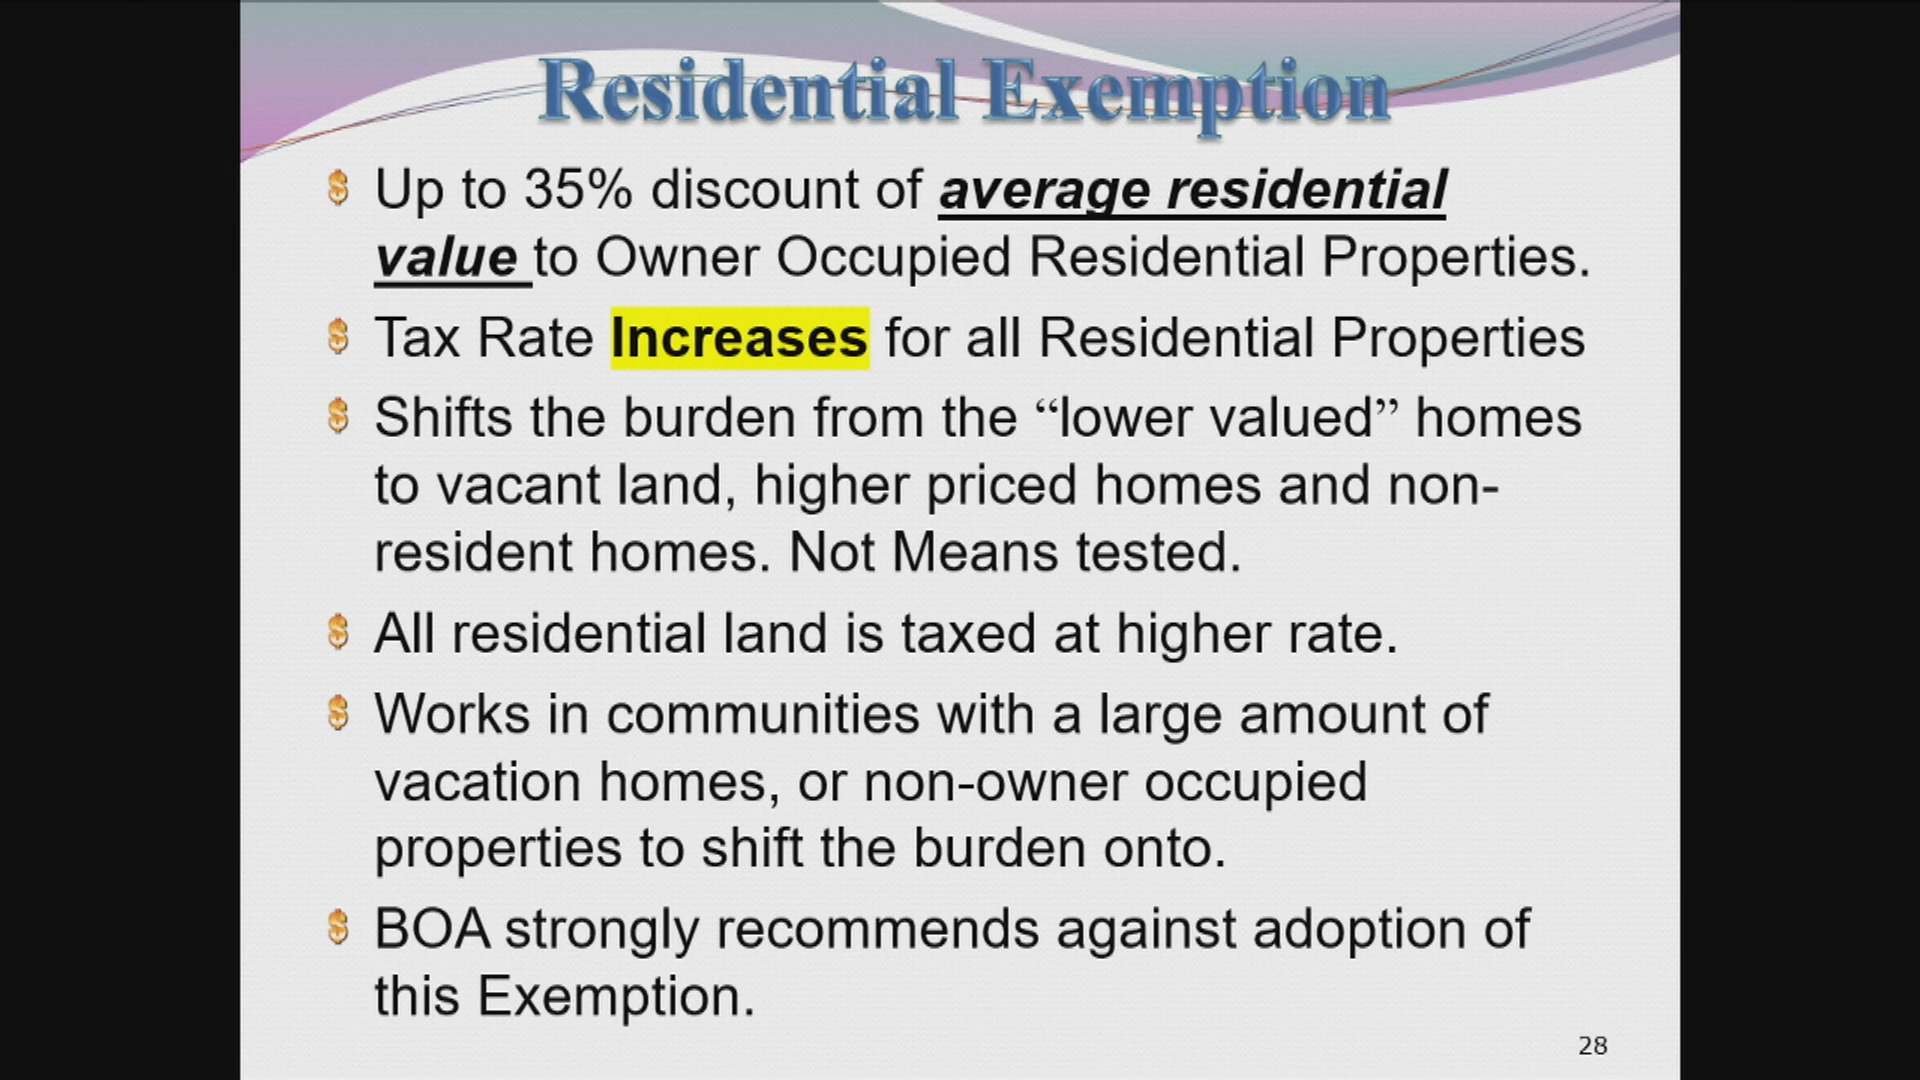 Residential Exemption
Up to 35% discount of average residential
value to Owner Occupied Residential Properties.
Tax Rate Increases for all Residential Properties
Shifts the burden from the “lower valued” homes
to vacant land, higher priced homes and non-
resident homes. Not Means tested.
All residential land is taxed at higher rate.
Works in communities with a large amount of
vacation homes, or non-owner occupied
properties to shift the burden onto.
BOA strongly recommends against adoption of
this Exemption.
28